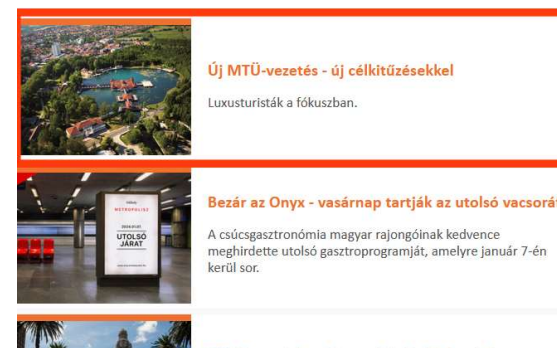 Új MTÜ-vezetés - új célkitűzésekkel
Luxusturisták a fókuszban.
Bezár az Onyx - vasárnap tartják az utolsó vacsorát
A csúcsgasztronómia magyar rajongóinak kedvence
meghirdette utolsó gasztroprogramját, amelyre január 7-én
kerül sor.
METROPOLISZ
UTOLSÓ
JÁRAT